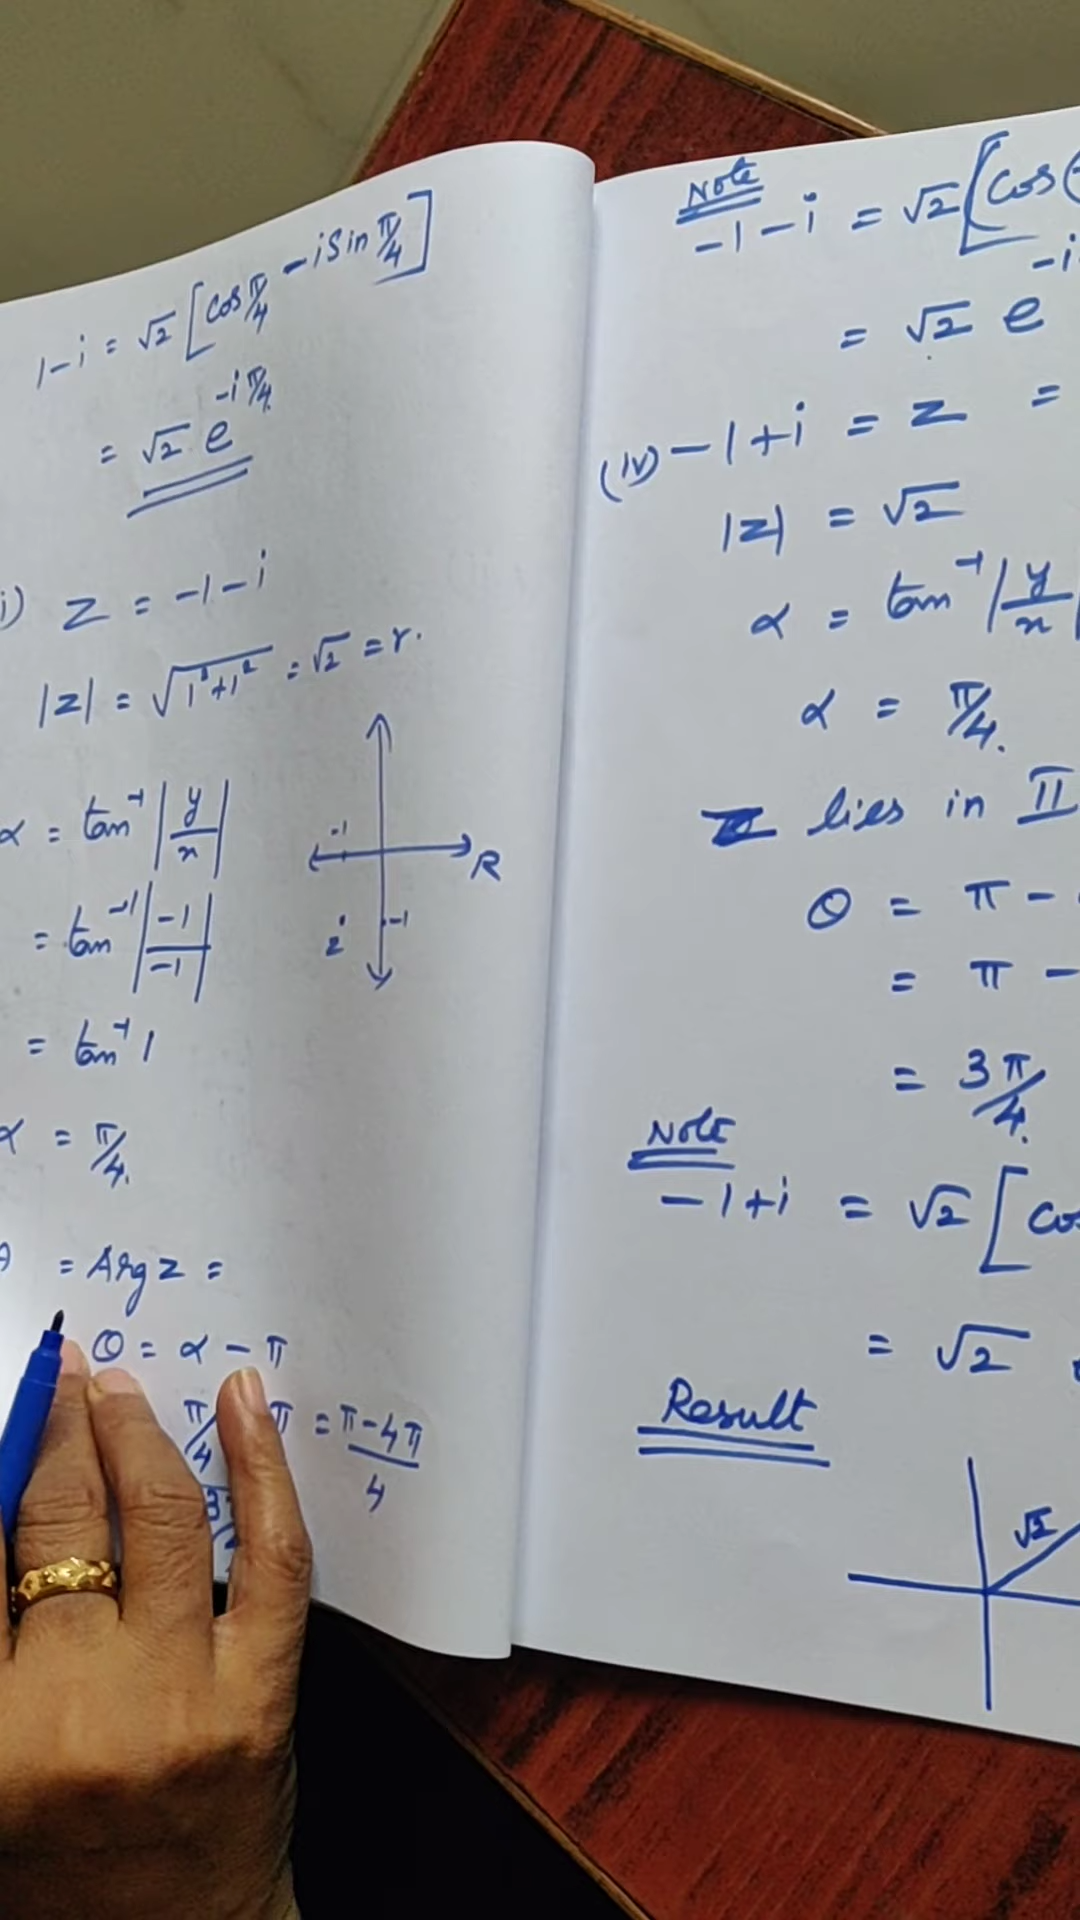 1-i = √2 [cos π/4 - i sin π/4]
= √2 e^{-iπ/4}
i) z = -1-i
|z| = √(1²+1²) = √2 = r.
α = tan⁻¹ |y/x|
= tan⁻¹ |-1/-1|
= tan⁻¹ 1
α = π/4.
= Arg z =
θ = α - π
π/4 π = (π-4π)/4
-1
R
-1
z
Note
-1-i = √2 [cos(
-i
= √2 e
(iv) -1+i = z =
|z| = √2
α = tan⁻¹ |y/x|
α = π/4.
lies in II
θ = π -
= π -
= 3π/4.
Note
-1+i = √2 [cos
= √2
Result
√2